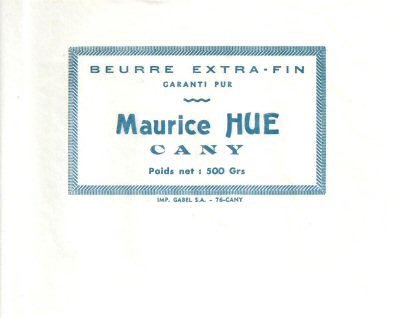 BEURRE EXTRA-FIN
GARANTI PUR
Maurice HUE
CANY
Poids net : 500 Grs
IMP. GABEL S.A. - 76-CANY